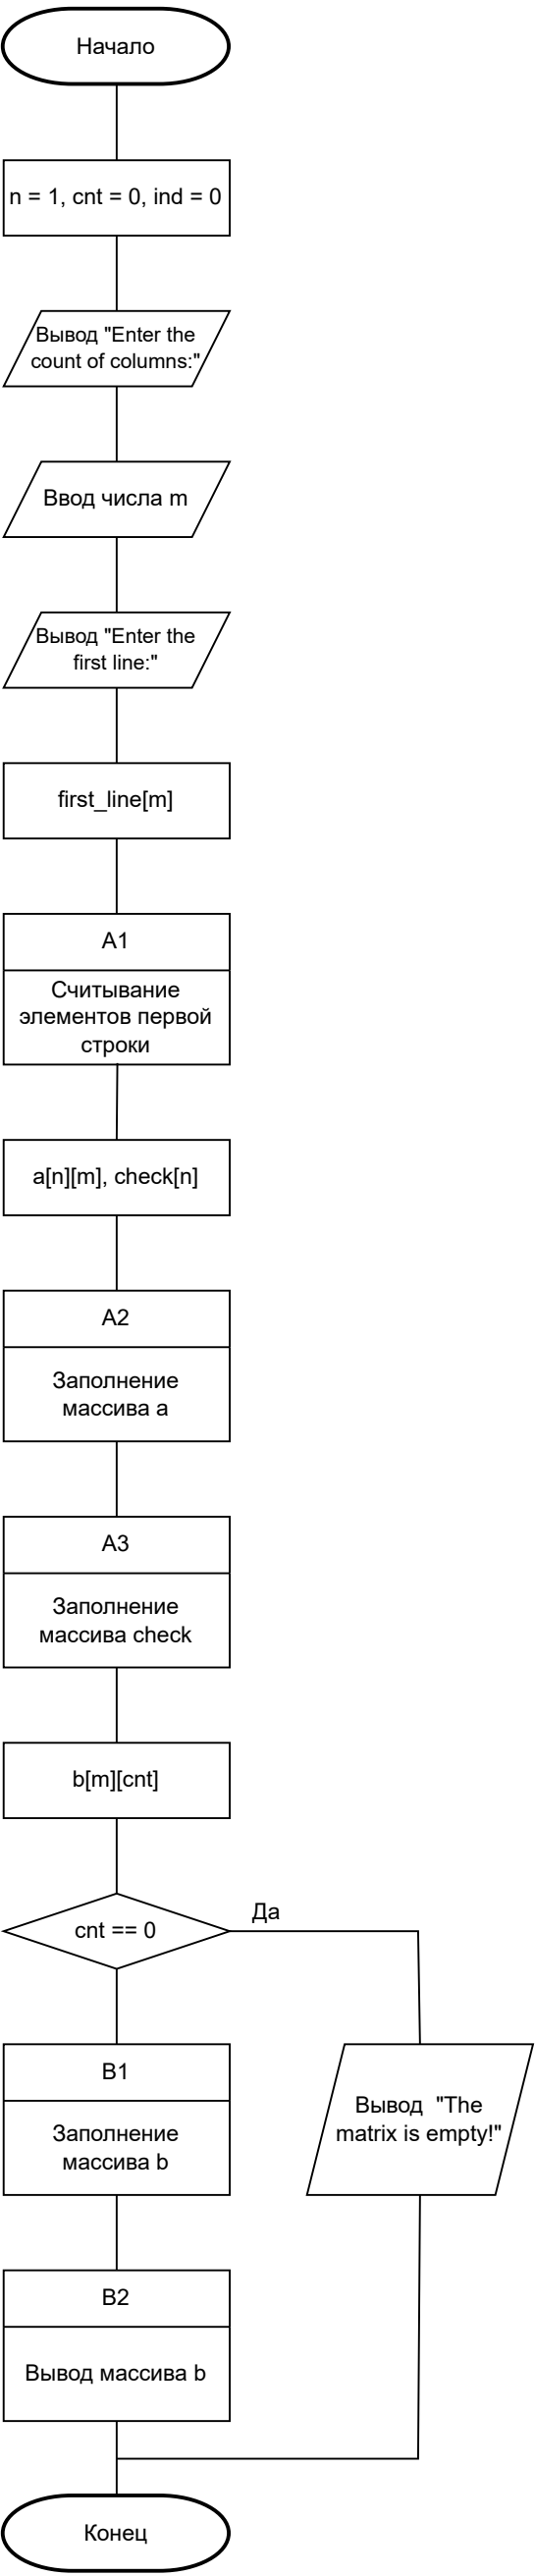 Начало
n = 1, cnt = 0, ind = 0
Вывод "Enter the
count of columns:"
Ввод числа m
Вывод "Enter the
first line:"
first_line[m]
A1
Считывание
элементов первой
строки
a[n][m], check[n]
A2
Заполнение
массива a
A3
Заполнение
массива check
b[m][cnt]
cnt == 0
Да
B1
Заполнение
массива b
Вывод  "The
matrix is empty!"
B2
Вывод массива b
Конец